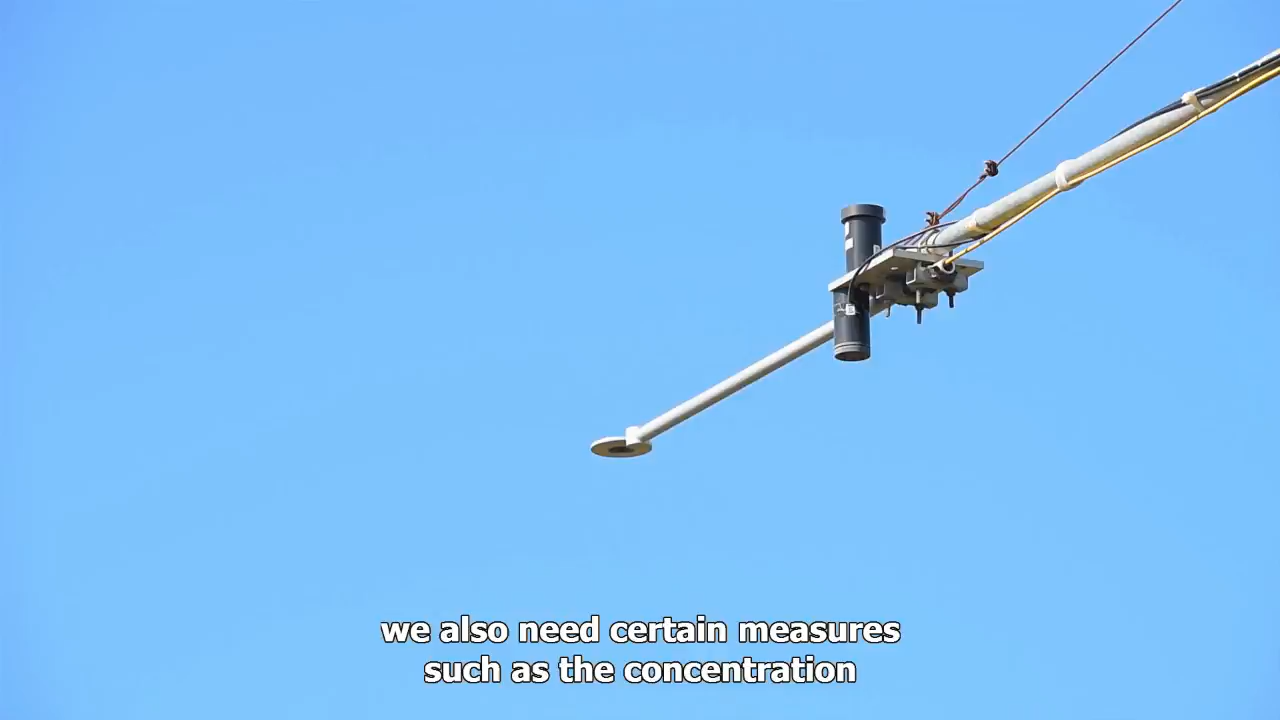 we also need certain measures
such as the concentration